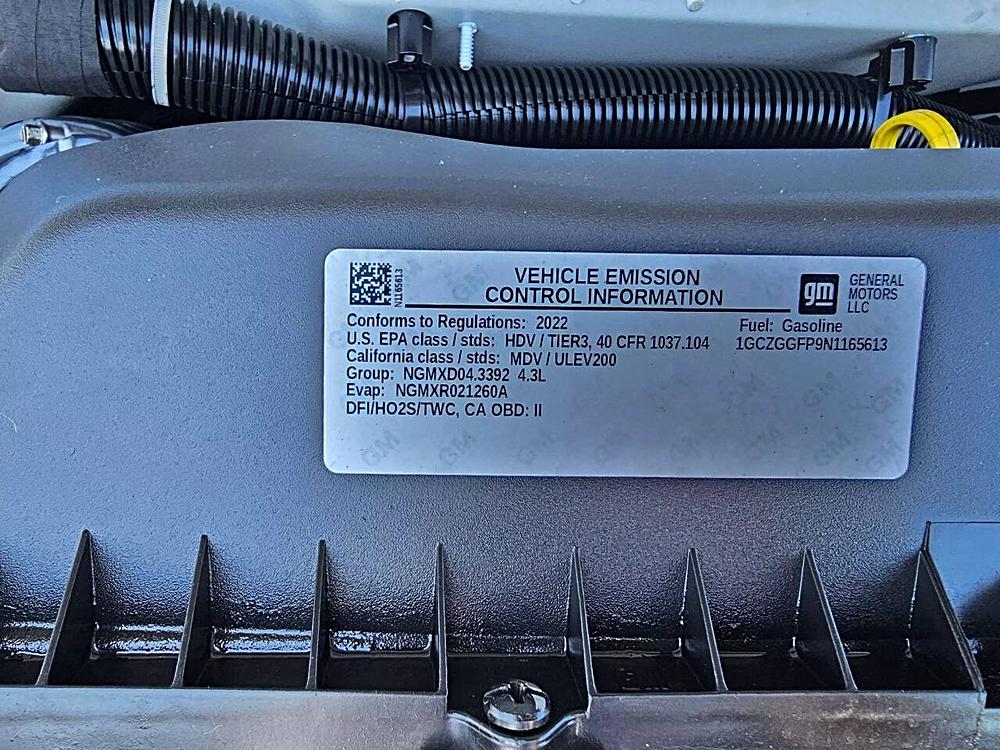 VEHICLE EMISSION
CONTROL INFORMATION
N1165613
gm
GENERAL
MOTORS
LLC
Conforms to Regulations: 2022
Fuel: Gasoline
U.S. EPA class / stds: HDV / TIER3, 40 CFR 1037.104
1GCZGGFP9N1165613
California class / stds: MDV / ULEV200
Group: NGMXD04.3392 4.3L
Evap: NGMXR021260A
DFI/HO2S/TWC, CA OBD: II